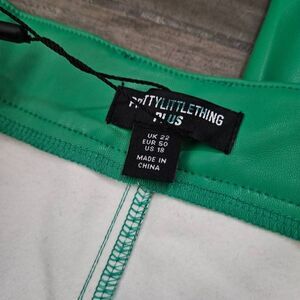 PRETTYLITTLETHING
PLUS
UK 22
EUR 50
US 18
MADE IN
CHINA